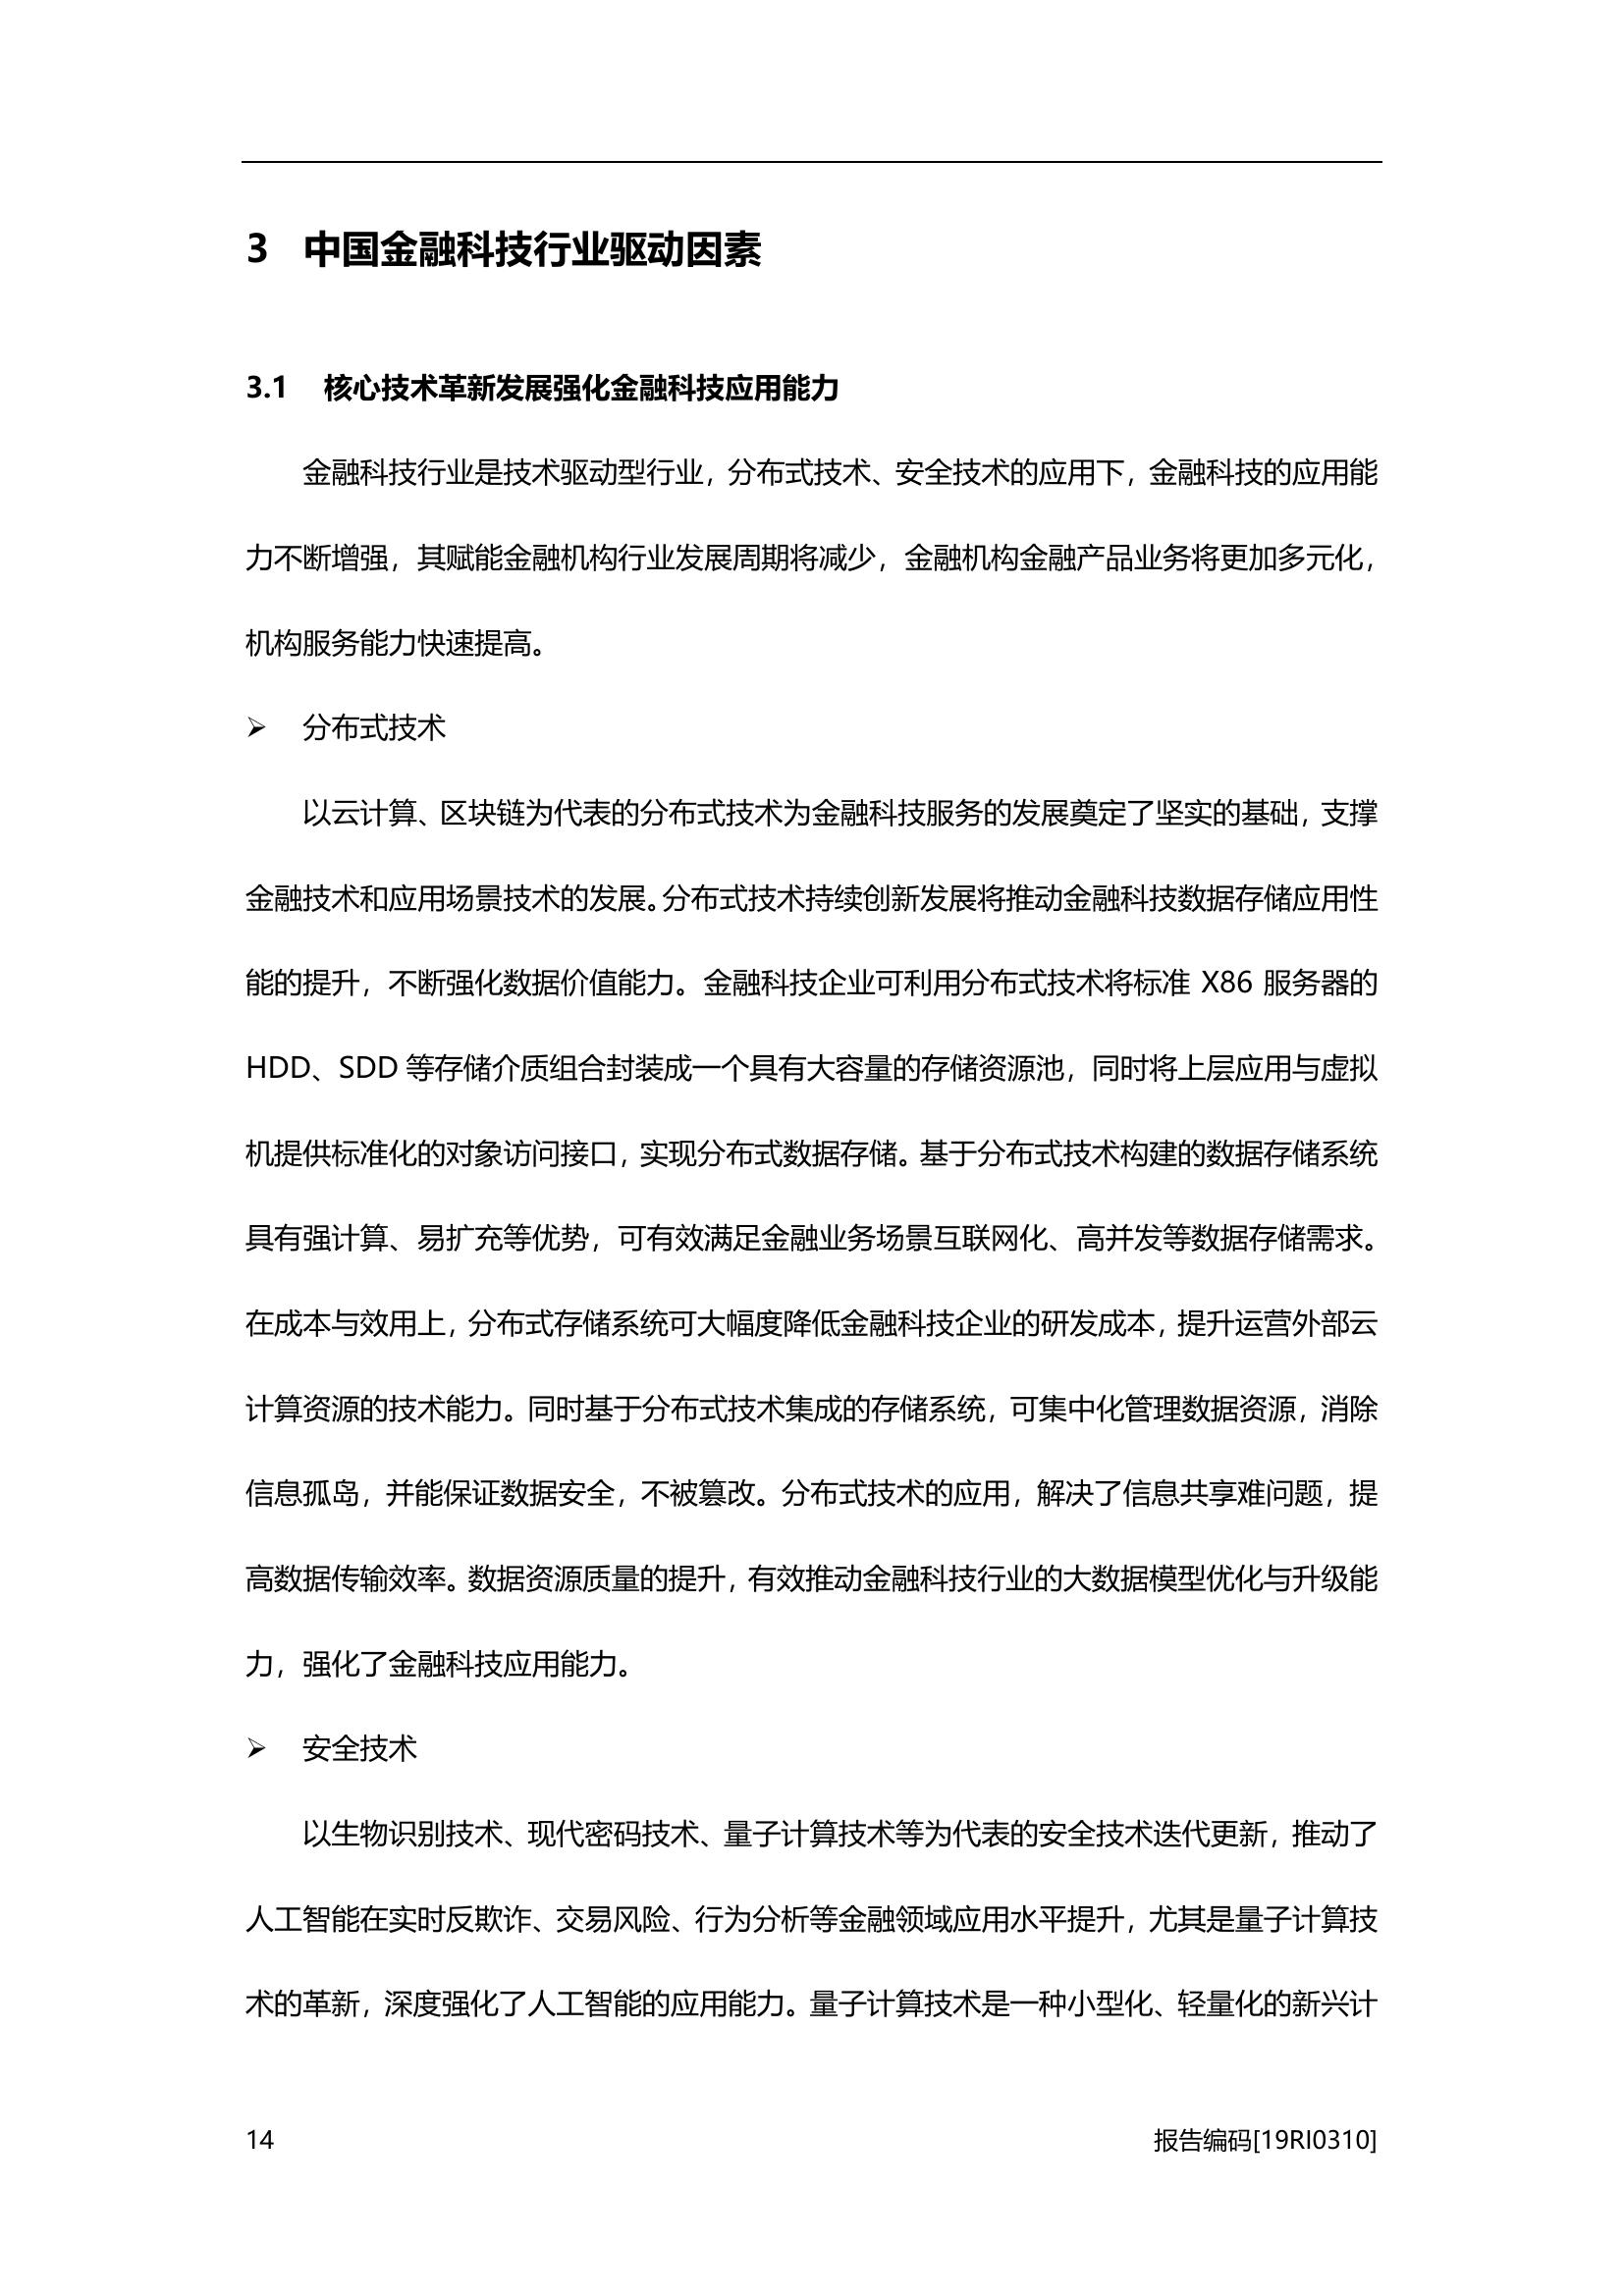 3 中国金融科技行业驱动因素
3.1 核心技术革新发展强化金融科技应用能力
金融科技行业是技术驱动型行业，分布式技术、安全技术的应用下，金融科技的应用能
力不断增强，其赋能金融机构行业发展周期将减少，金融机构金融产品业务将更加多元化，
机构服务能力快速提高。
➢ 分布式技术
以云计算、区块链为代表的分布式技术为金融科技服务的发展奠定了坚实的基础，支撑
金融技术和应用场景技术的发展。分布式技术持续创新发展将推动金融科技数据存储应用性
能的提升，不断强化数据价值能力。金融科技企业可利用分布式技术将标准 X86 服务器的
HDD、SDD 等存储介质组合封装成一个具有大容量的存储资源池，同时将上层应用与虚拟
机提供标准化的对象访问接口，实现分布式数据存储。基于分布式技术构建的数据存储系统
具有强计算、易扩充等优势，可有效满足金融业务场景互联网化、高并发等数据存储需求。
在成本与效用上，分布式存储系统可大幅度降低金融科技企业的研发成本，提升运营外部云
计算资源的技术能力。同时基于分布式技术集成的存储系统，可集中化管理数据资源，消除
信息孤岛，并能保证数据安全，不被篡改。分布式技术的应用，解决了信息共享难问题，提
高数据传输效率。数据资源质量的提升，有效推动金融科技行业的大数据模型优化与升级能
力，强化了金融科技应用能力。
➢ 安全技术
以生物识别技术、现代密码技术、量子计算技术等为代表的安全技术迭代更新，推动了
人工智能在实时反欺诈、交易风险、行为分析等金融领域应用水平提升，尤其是量子计算技
术的革新，深度强化了人工智能的应用能力。量子计算技术是一种小型化、轻量化的新兴计
14 报告编码[19RI0310]